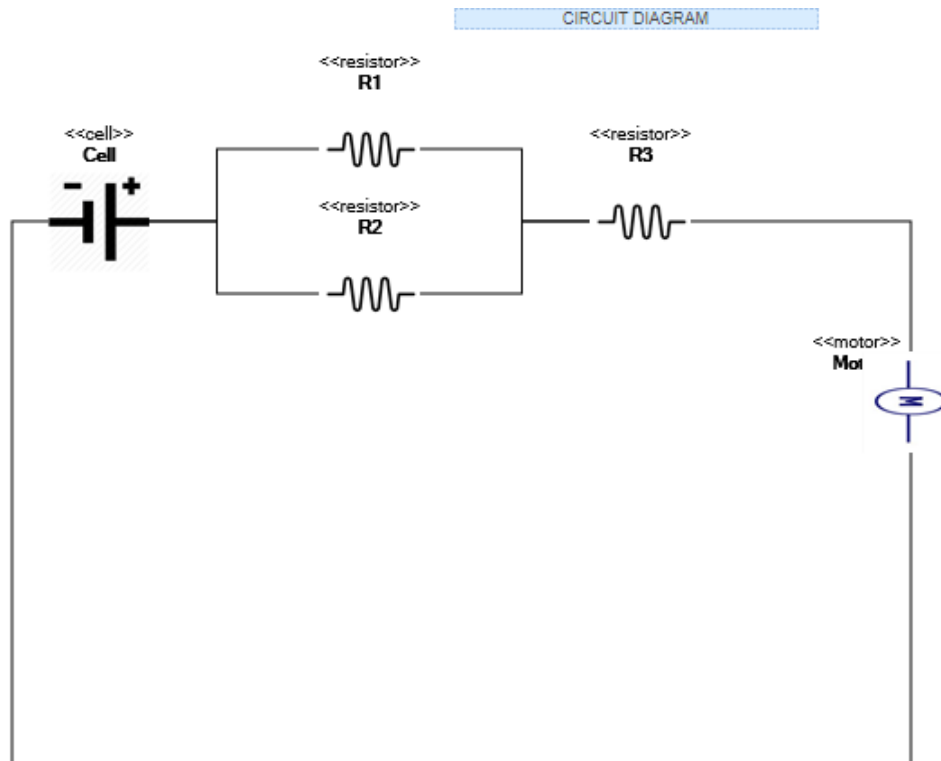 CIRCUIT DIAGRAM
<<resistor>>
R1
<<cell>>
Cell
- +
<<resistor>>
R3
<<resistor>>
R2
<<motor>>
Mot
M